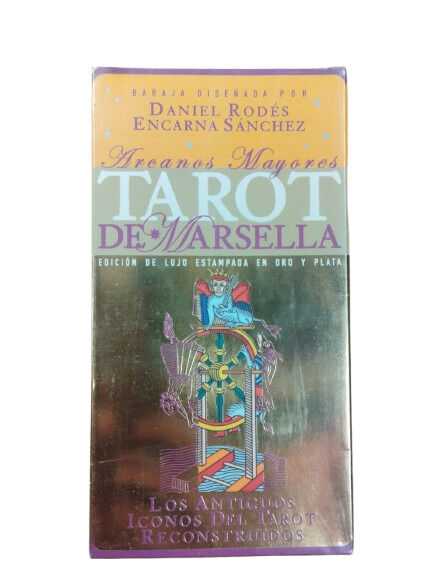 BARAJA DISEÑADA POR
DANIEL RODÉS
ENCARNA SÁNCHEZ
Arcanos Mayores
TAROT
DE MARSELLA
EDICIÓN DE LUJO ESTAMPADA EN ORO Y PLATA
LOS ANTIGUOS
ICONOS DEL TAROT
RECONSTRUIDOS